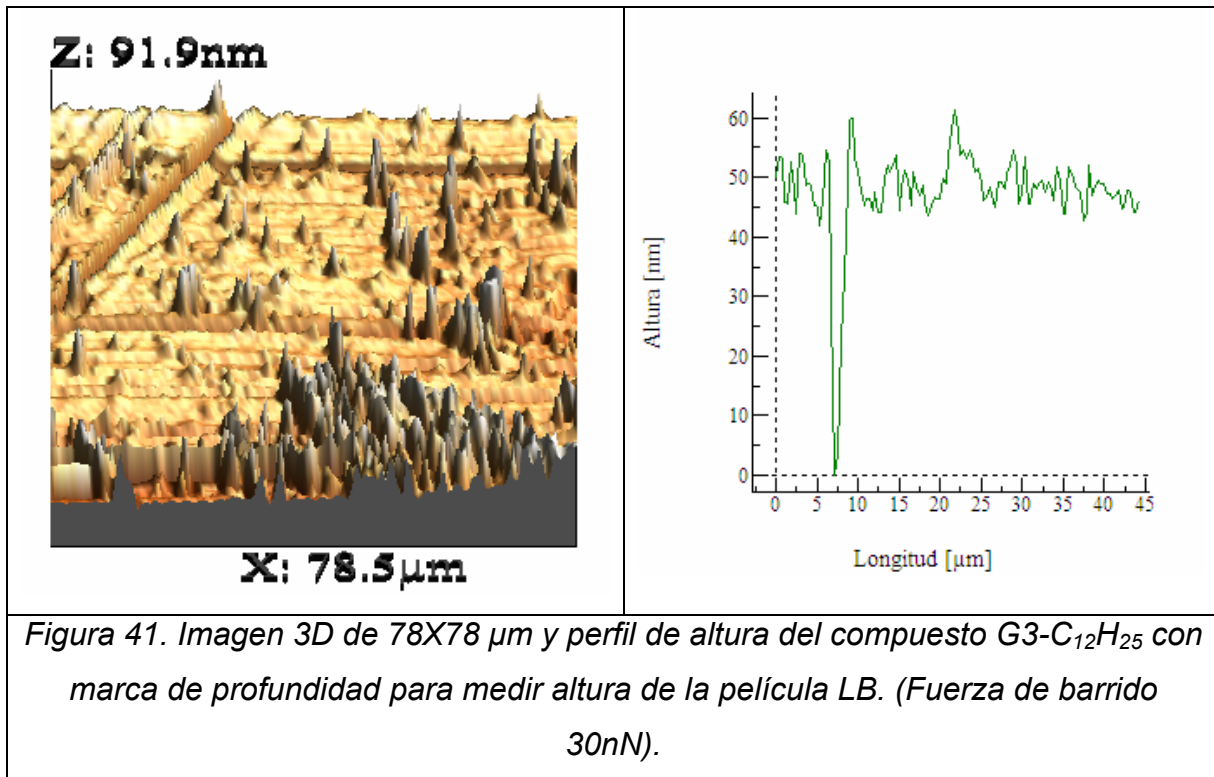 Z: 91.9nm
X: 78.5µm
Altura [nm]
60
50
40
30
20
10
0
0 5 10 15 20 25 30 35 40 45
Longitud [µm]
Figura 41. Imagen 3D de 78X78 µm y perfil de altura del compuesto G3-C₁₂H₂₅ con
marca de profundidad para medir altura de la película LB. (Fuerza de barrido
30nN).